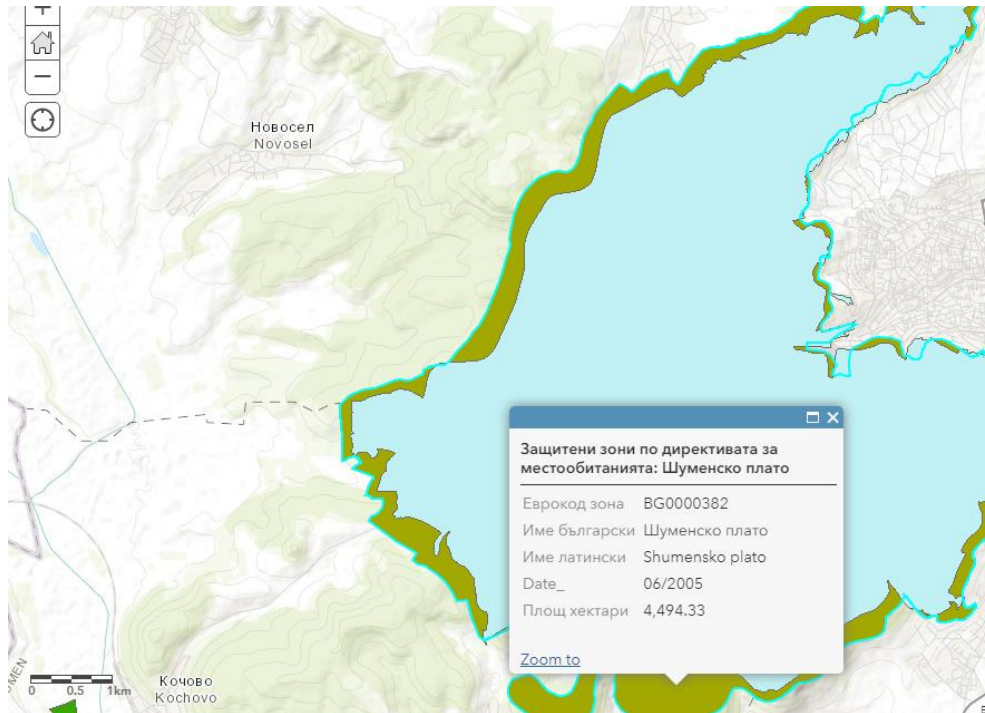 Новосел
Novosel
Защитени зони по директивата за
местообитанията: Шуменско плато
Еврокод зона BG0000382
Име български Шуменско плато
Име латински Shumensko plato
Date_ 06/2005
Площ хектари 4,494.33
Zoom to
0 0.5 1km
Кочово
Kochovo